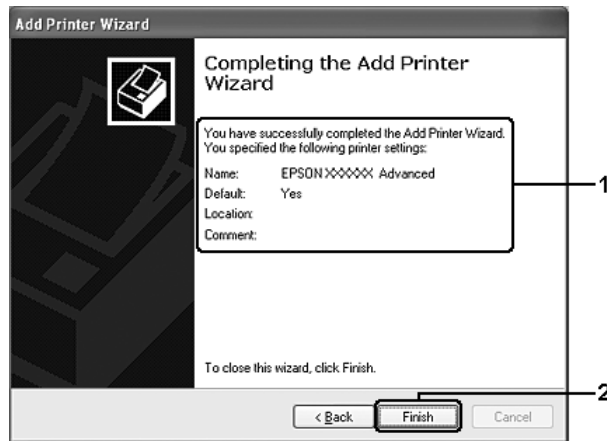 Add Printer Wizard
Completing the Add Printer
Wizard
You have successfully completed the Add Printer Wizard.
You specified the following printer settings:
Name: EPSON XXXXXX Advanced
Default: Yes
Location:
Comment:
1
To close this wizard, click Finish.
2
< Back Finish Cancel